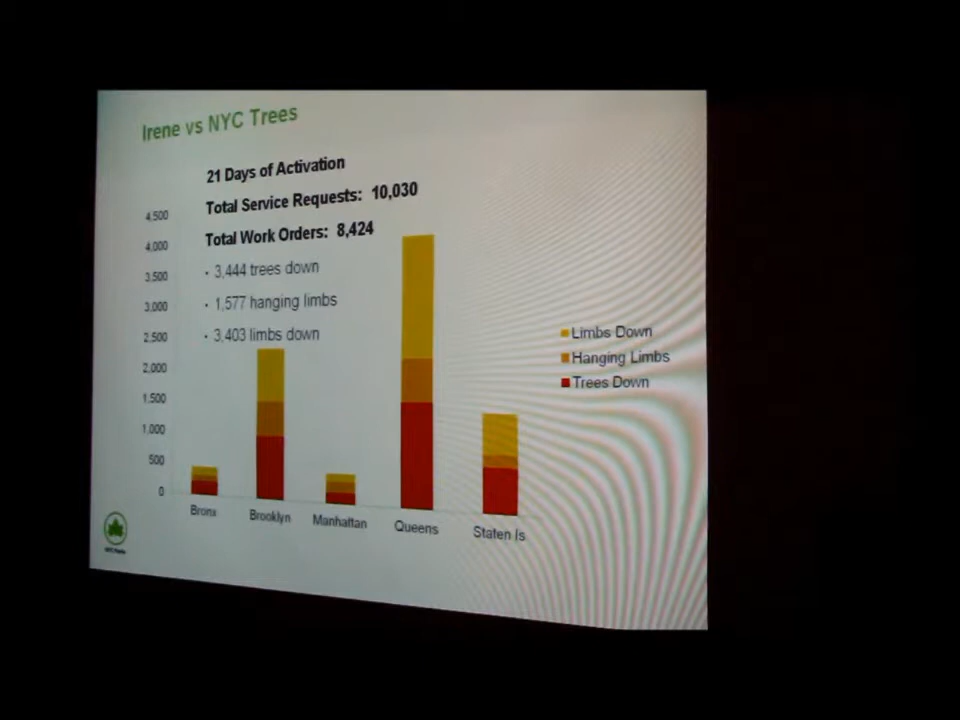 Irene vs NYC Trees
21 Days of Activation
Total Service Requests: 10,030
Total Work Orders: 8,424
· 3,444 trees down
· 1,577 hanging limbs
· 3,403 limbs down
4,500
4,000
3,500
3,000
2,500
2,000
1,500
1,000
500
0
Bronx Brooklyn Manhattan Queens Staten Is
Limbs Down
Hanging Limbs
Trees Down
NYC Parks